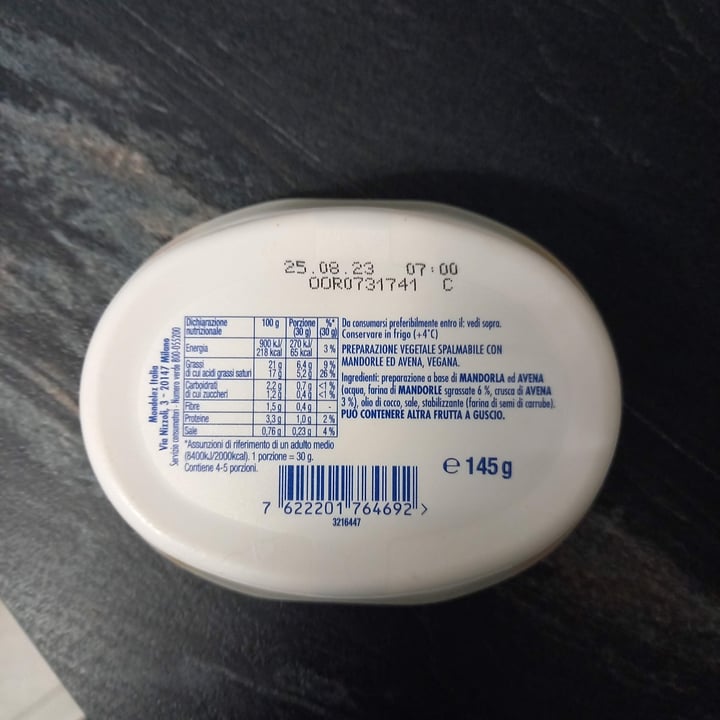 25.08.23 07:00
OOR0731741 C
Mondelez Italia
Via Nizzoli, 3 - 20147 Milano
Servizio consumatori - Numero verde 800-055200
Dichiarazione nutrizionale 100 g Porzione (30 g) %* (30 g)
Energia 900 kJ/ 218 kcal 270 kJ/ 65 kcal 3 %
Grassi 21 g 6,4 g 9 %
di cui acidi grassi saturi 17 g 5,2 g 26 %
Carboidrati 2,2 g 0,7 g <1 %
di cui zuccheri 1,2 g 0,4 g <1 %
Fibre 1,5 g 0,4 g -
Proteine 3,3 g 1,0 g 2 %
Sale 0,76 g 0,23 g 4 %
*Assunzioni di riferimento di un adulto medio
(8400kJ/2000kcal). 1 porzione = 30 g.
Contiene 4-5 porzioni.
Da consumarsi preferibilmente entro il: vedi sopra.
Conservare in frigo (+4°C)
PREPARAZIONE VEGETALE SPALMABILE CON
MANDORLE ED AVENA, VEGANA.
Ingredienti: preparazione a base di MANDORLA ed AVENA
(acqua, farina di MANDORLE sgrassate 6 %, crusca di AVENA
3 %), olio di cocco, sale, stabilizzante (farina di semi di carrube).
PUÒ CONTENERE ALTRA FRUTTA A GUSCIO.
℮ 145 g
7 622201 764692 >
3216447